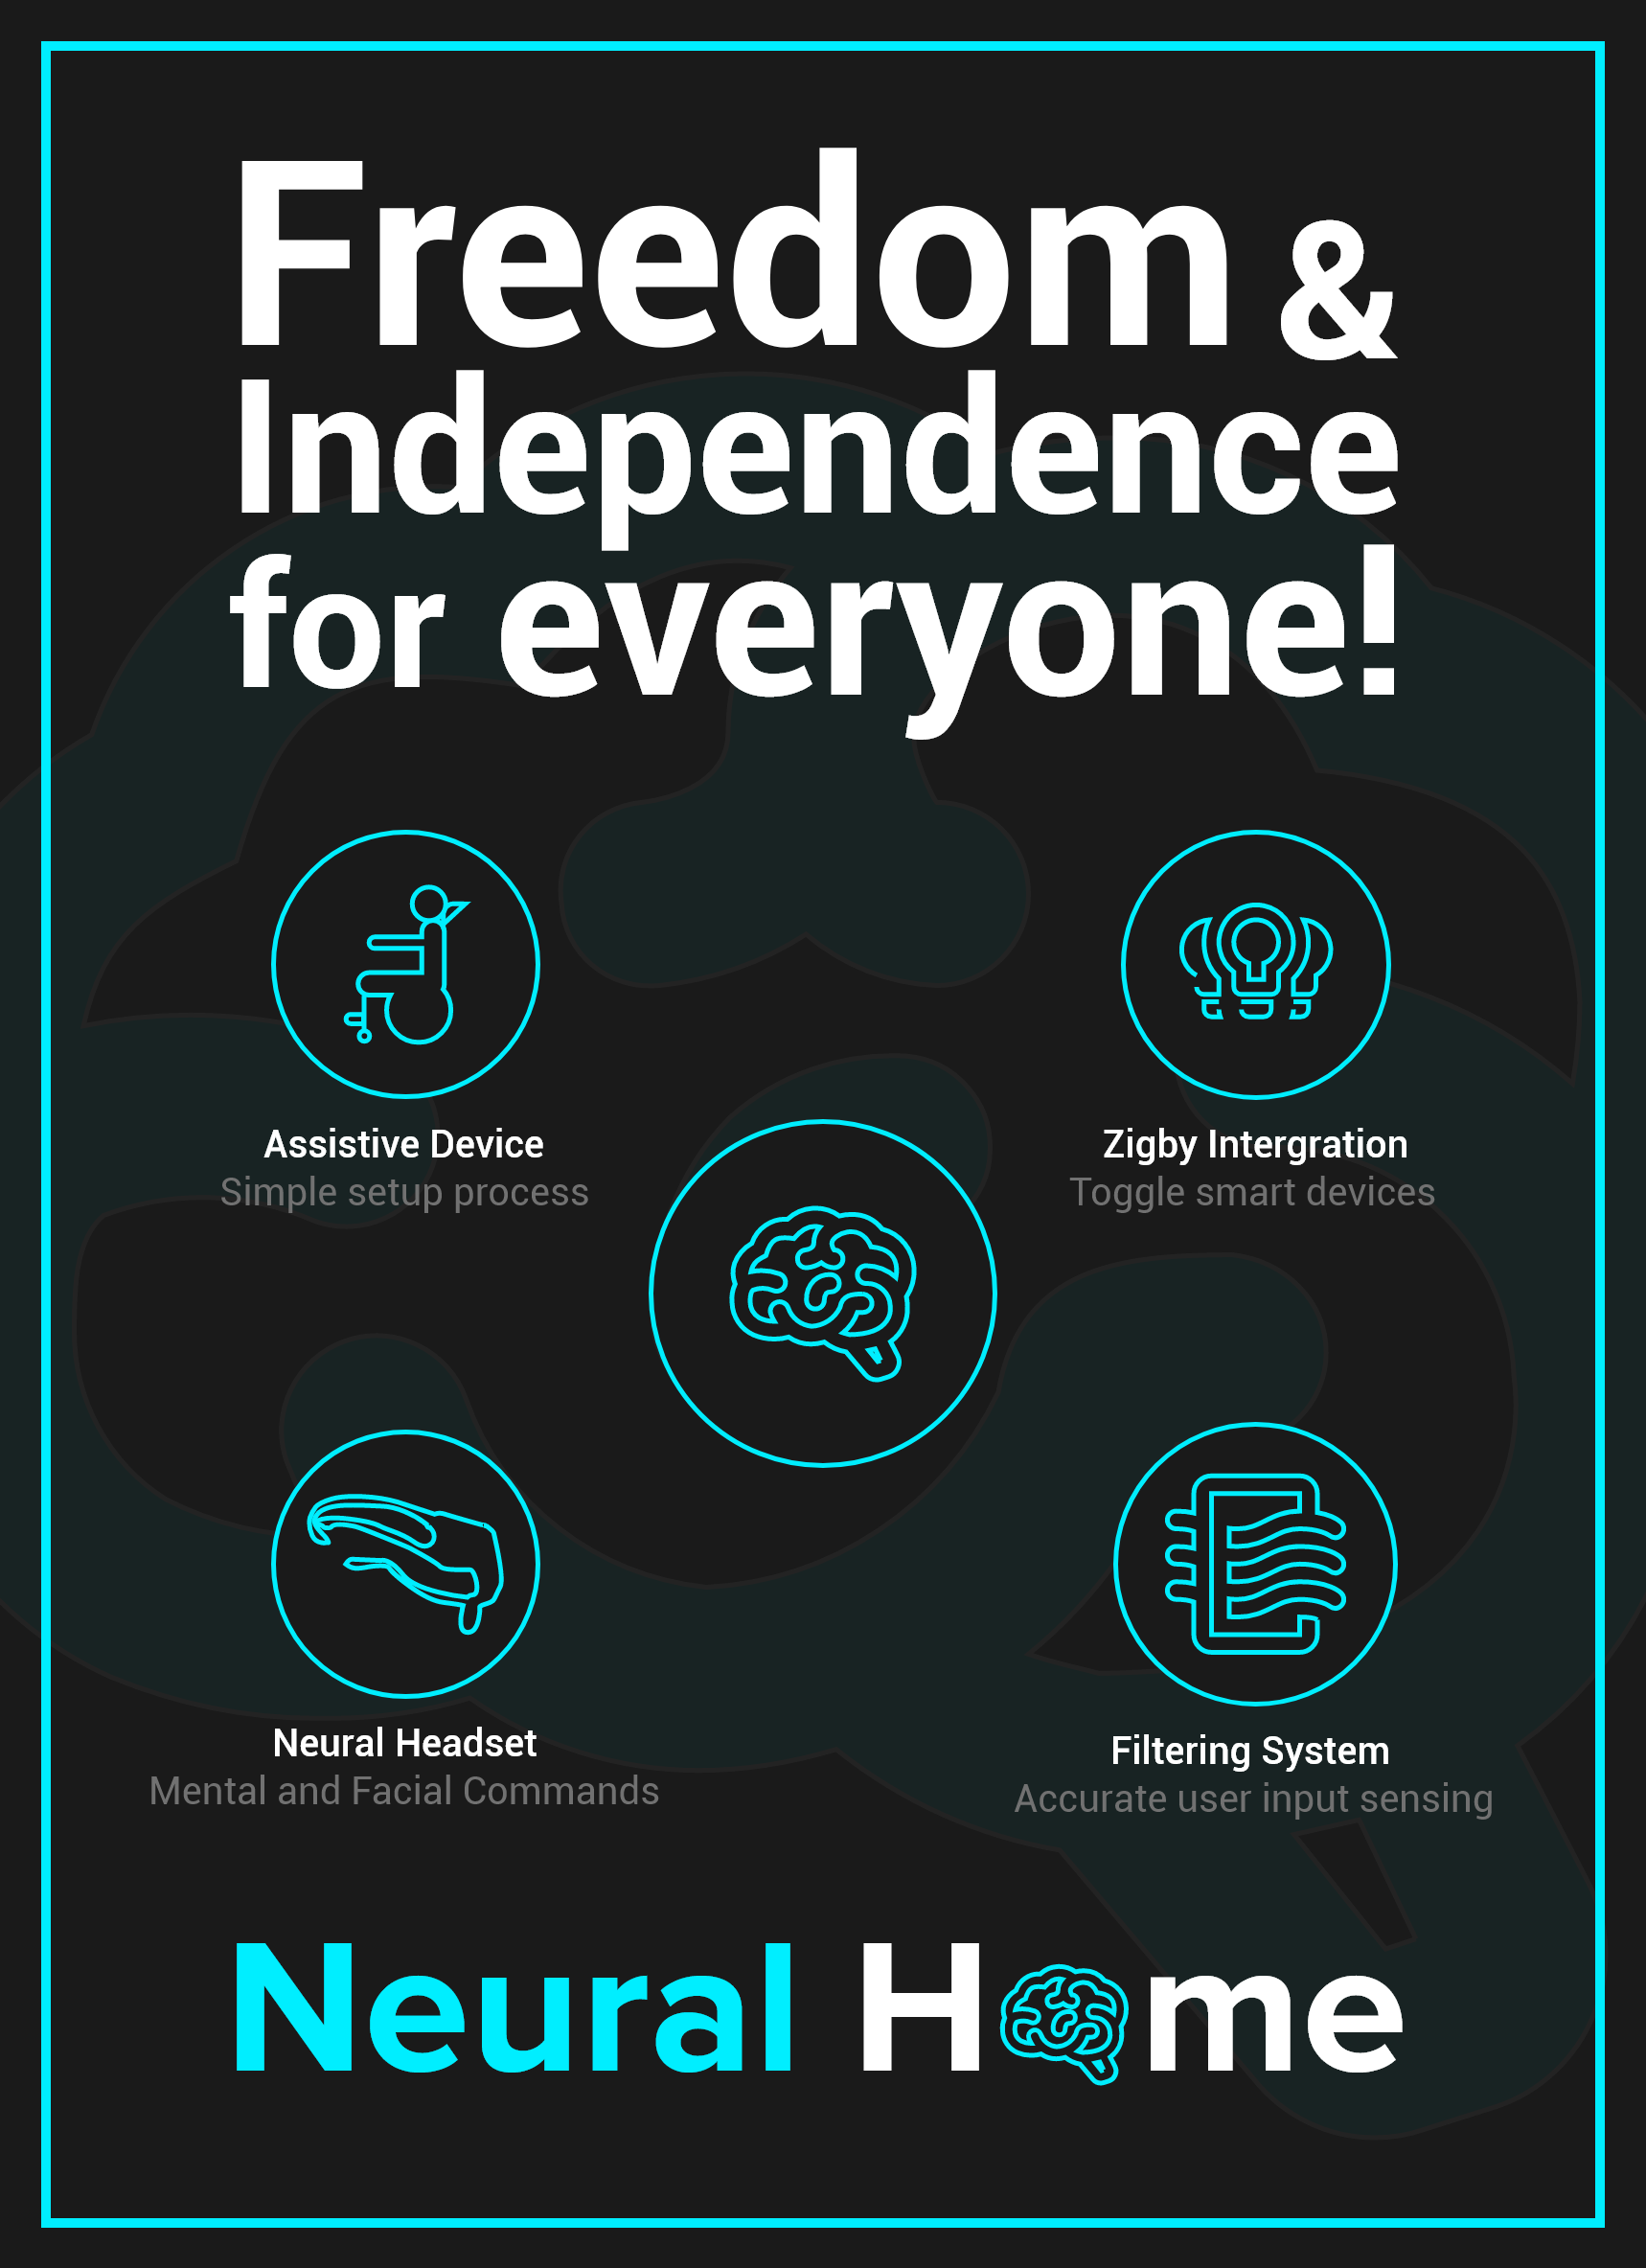 Freedom &
Independence
for everyone!
Assistive Device
Simple setup process
Zigby Intergration
Toggle smart devices
Neural Headset
Mental and Facial Commands
Filtering System
Accurate user input sensing
Neural Home